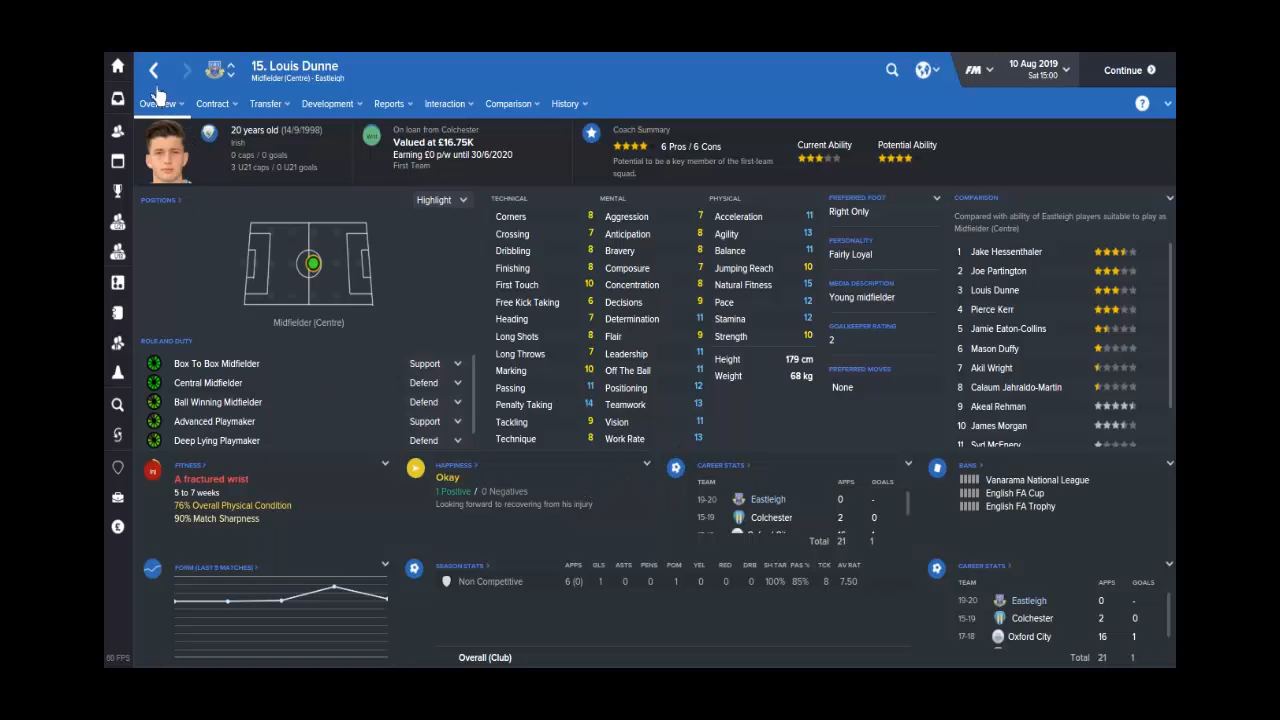 15. Louis Dunne
Midfielder (Centre) - Eastleigh
FM
10 Aug 2019
Sat 15:00
Continue
Overview
Contract
Transfer
Development
Reports
Interaction
Comparison
History
?
20 years old (14/9/1998)
Irish
0 caps / 0 goals
3 U21 caps / 0 U21 goals
Wnt
On loan from Colchester
Valued at £16.75K
Earning £0 p/w until 30/6/2020
First Team
Coach Summary
6 Pros / 6 Cons
Potential to be a key member of the first-team
squad.
Current Ability
Potential Ability
POSITIONS
Highlight
Midfielder (Centre)
ROLE AND DUTY
Box To Box Midfielder Support
Central Midfielder Defend
Ball Winning Midfielder Defend
Advanced Playmaker Support
Deep Lying Playmaker Defend
TECHNICAL
Corners 8
Crossing 7
Dribbling 8
Finishing 8
First Touch 10
Free Kick Taking 6
Heading 7
Long Shots 8
Long Throws 7
Marking 10
Passing 11
Penalty Taking 14
Tackling 9
Technique 8
MENTAL
Aggression 7
Anticipation 8
Bravery 8
Composure 7
Concentration 8
Decisions 9
Determination 11
Flair 9
Leadership 11
Off The Ball 11
Positioning 12
Teamwork 13
Vision 11
Work Rate 13
PHYSICAL
Acceleration 11
Agility 13
Balance 11
Jumping Reach 10
Natural Fitness 15
Pace 12
Stamina 12
Strength 10
Height 179 cm
Weight 68 kg
PREFERRED FOOT
Right Only
PERSONALITY
Fairly Loyal
MEDIA DESCRIPTION
Young midfielder
GOALKEEPER RATING
2
PREFERRED MOVES
None
COMPARISON
Compared with ability of Eastleigh players suitable to play as
Midfielder (Centre)
1 Jake Hessenthaler
2 Joe Partington
3 Louis Dunne
4 Pierce Kerr
5 Jamie Eaton-Collins
6 Mason Duffy
7 Akil Wright
8 Calaum Jahraldo-Martin
9 Akeal Rehman
10 James Morgan
11 Syd McEnery
Inj
FITNESS
A fractured wrist
5 to 7 weeks
76% Overall Physical Condition
90% Match Sharpness
HAPPINESS
Okay
1 Positive / 0 Negatives
Looking forward to recovering from his injury
CAREER STATS
TEAM APPS GOALS
19-20 Eastleigh 0 -
15-19 Colchester 2 0
Total 21 1
BANS
Vanarama National League
English FA Cup
English FA Trophy
FORM (LAST 5 MATCHES)
SEASON STATS APPS GLS ASTS PENS POM YEL RED DRB SH TAR PAS % TCK AV RAT
Non Competitive 6 (0) 1 0 0 1 0 0 0 100% 85% 8 7.50
Overall (Club)
CAREER STATS
TEAM APPS GOALS
19-20 Eastleigh 0 -
15-19 Colchester 2 0
17-18 Oxford City 16 1
Total 21 1
60 FPS